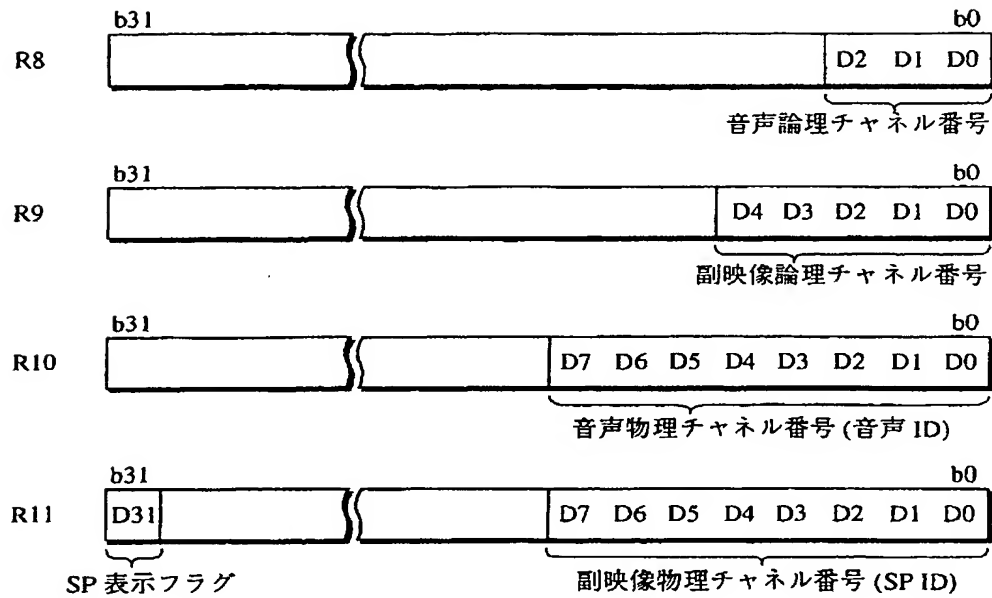 b31 b0
R8 D2 D1 D0
音声論理チャネル番号
b31 b0
R9 D4 D3 D2 D1 D0
副映像論理チャネル番号
b31 b0
R10 D7 D6 D5 D4 D3 D2 D1 D0
音声物理チャネル番号 (音声 ID)
b31 b0
R11 D31 D7 D6 D5 D4 D3 D2 D1 D0
SP 表示フラグ 副映像物理チャネル番号 (SP ID)